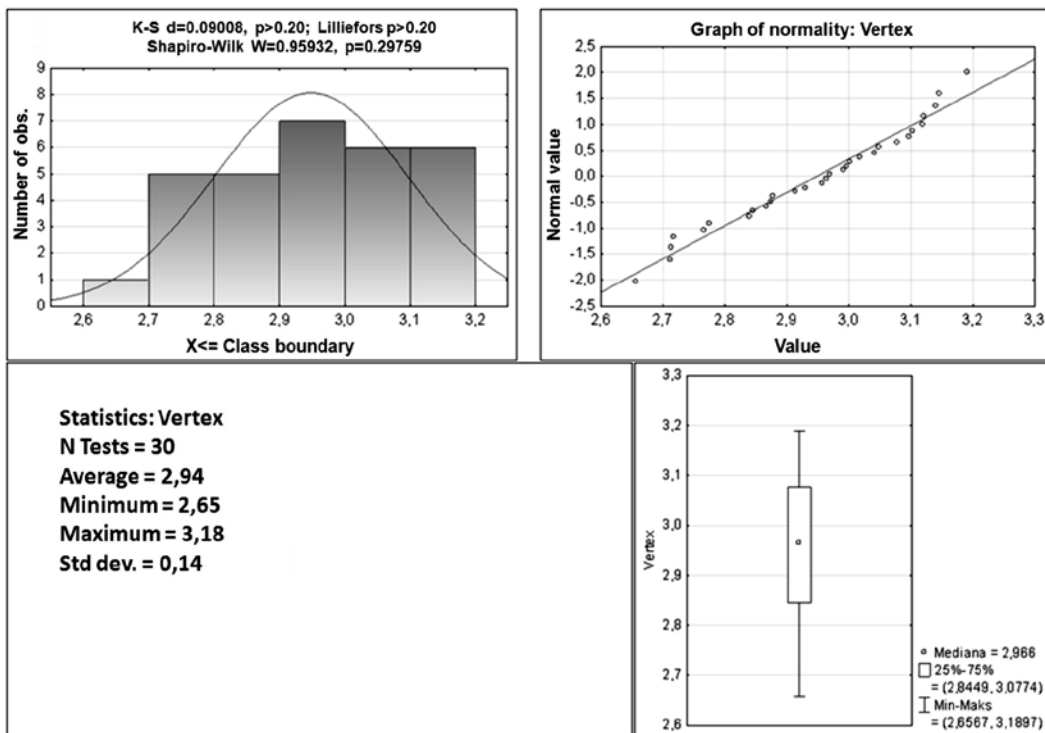 K-S d=0.09008, p>0.20; Lilliefors p>0.20
Shapiro-Wilk W=0.95932, p=0.29759
Number of obs.
9
8
7
6
5
4
3
2
1
0
2,6 2,7 2,8 2,9 3,0 3,1 3,2
X<= Class boundary
Graph of normality: Vertex
Normal value
2,5
2,0
1,5
1,0
0,5
0,0
-0,5
-1,0
-1,5
-2,0
-2,5
2,6 2,7 2,8 2,9 3,0 3,1 3,2 3,3
Value
Statistics: Vertex
N Tests = 30
Average = 2,94
Minimum = 2,65
Maximum = 3,18
Std dev. = 0,14
Vertex
3,3
3,2
3,1
3,0
2,9
2,8
2,7
2,6
Mediana = 2,966
25%-75%
= (2,8449, 3,0774)
Min-Maks
= (2,6567, 3,1897)